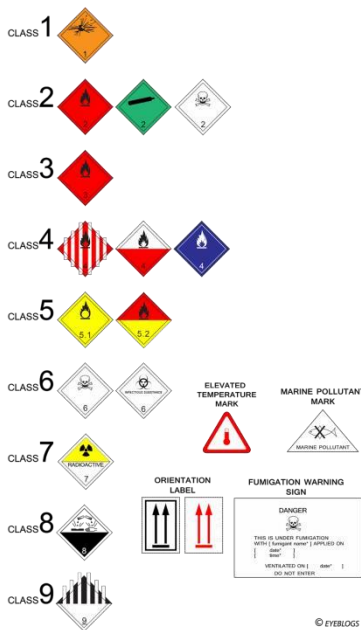 CLASS 1
1
CLASS 2
2
2
2
CLASS 3
2
CLASS 4
4
CLASS 5
5.1
5.2
CLASS 6
6
INFECTIOUS SUBSTANCE
6
ELEVATED
TEMPERATURE
MARK
MARINE POLLUTANT
MARK
MARINE POLLUTANT
CLASS 7
RADIOACTIVE
7
ORIENTATION
LABEL
FUMIGATION WARNING
SIGN
DANGER
THIS IS UNDER FUMIGATION
WITH [ fumigant name* ] APPLIED ON
[ date* ]
[ time* ]
VENTILATED ON [ date* ]
DO NOT ENTER
CLASS 8
8
CLASS 9
9
© EYEBLOGS